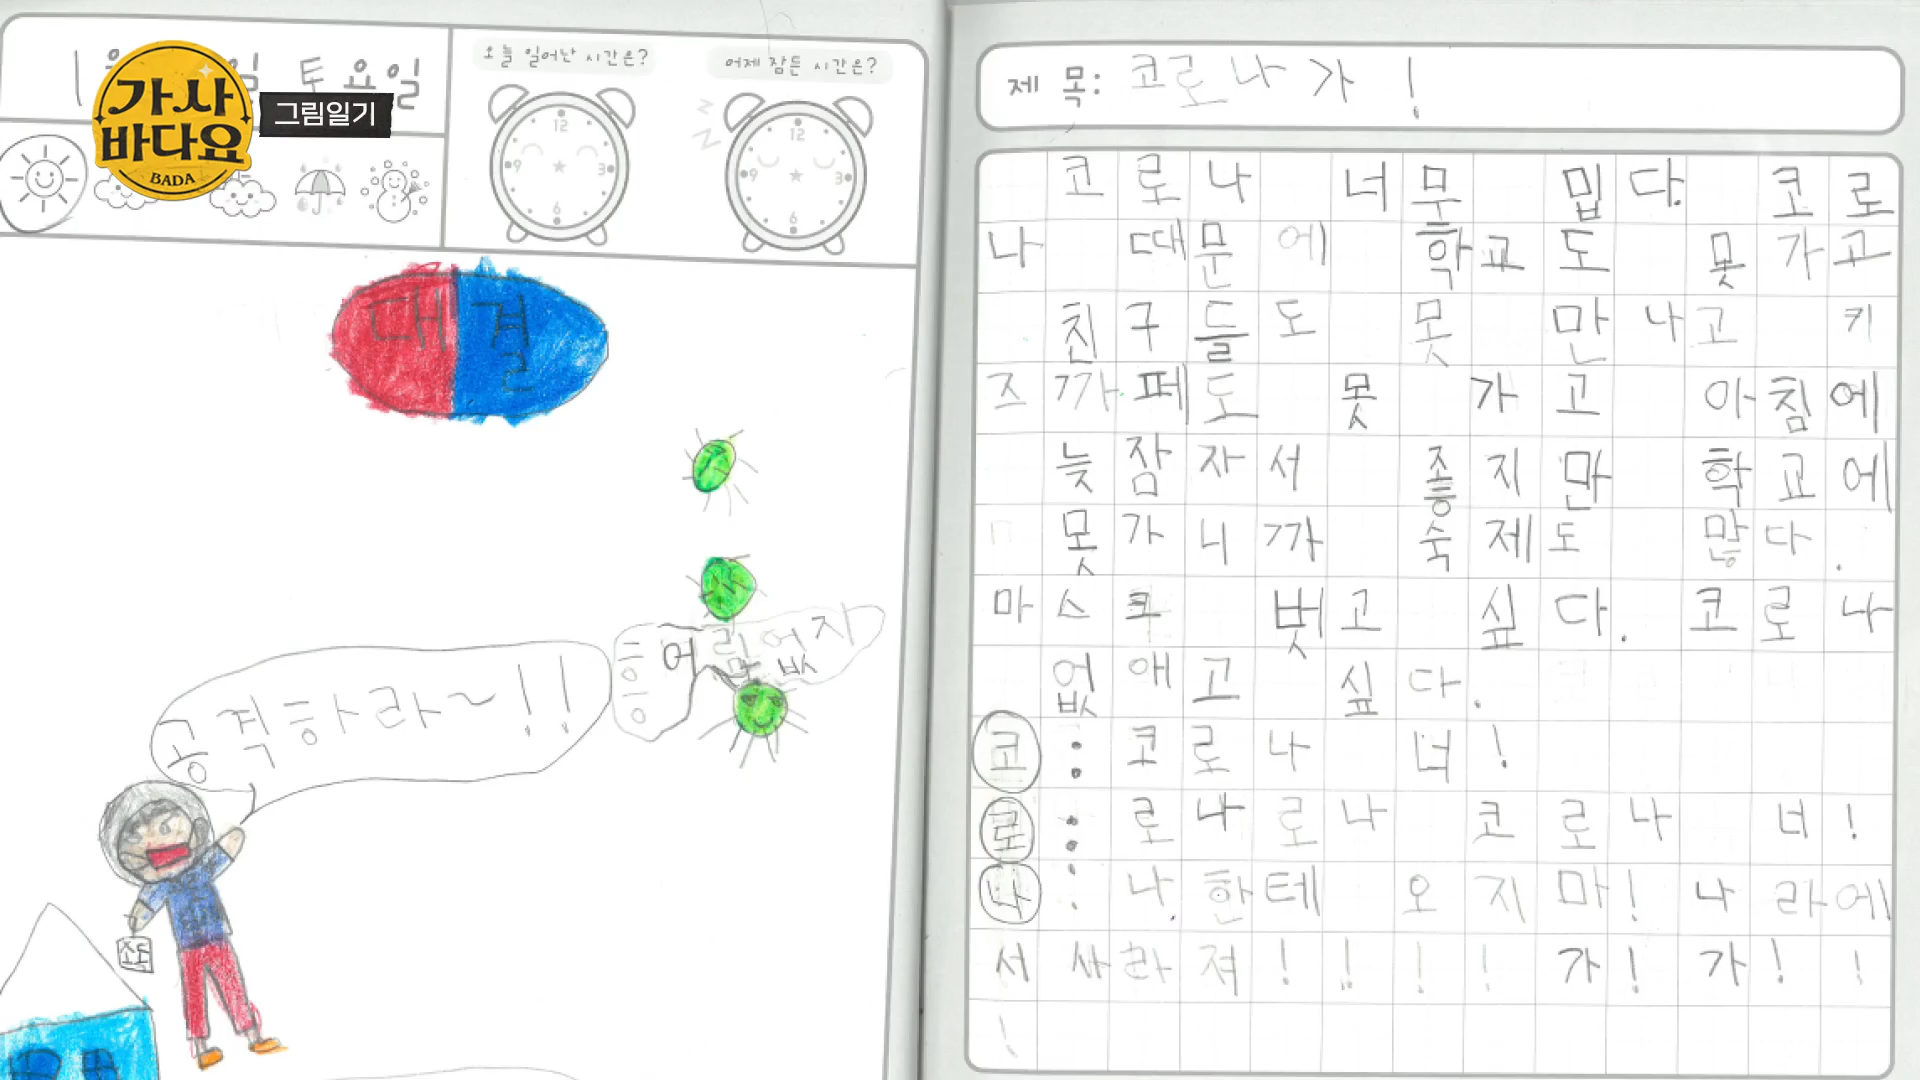 1월 일 토요일
가사
바다요
BADA
그림일기
오늘 일어난 시간은?
어제 잠든 시간은?
12
3
6
9
12
3
6
9
z
z
z
대결
공격하라~!!
흥 어림없지
소독
제 목: 코로나가!
코로나 너무 밉다. 코로
나 때문에 학교도 못가고
친구들도 못 만나고 키
즈까페도 못 가고 아침에
늦잠자서 좋지만 학교에
못가니까 숙제도 많다.
마스크 벗고 싶다. 코로나
없애고 싶다.
코: 코로나 너!
로: 로나로나 코로나 너!
나: 나한테 오지마! 나라에
서 사라져!!!! 가! 가! !
!